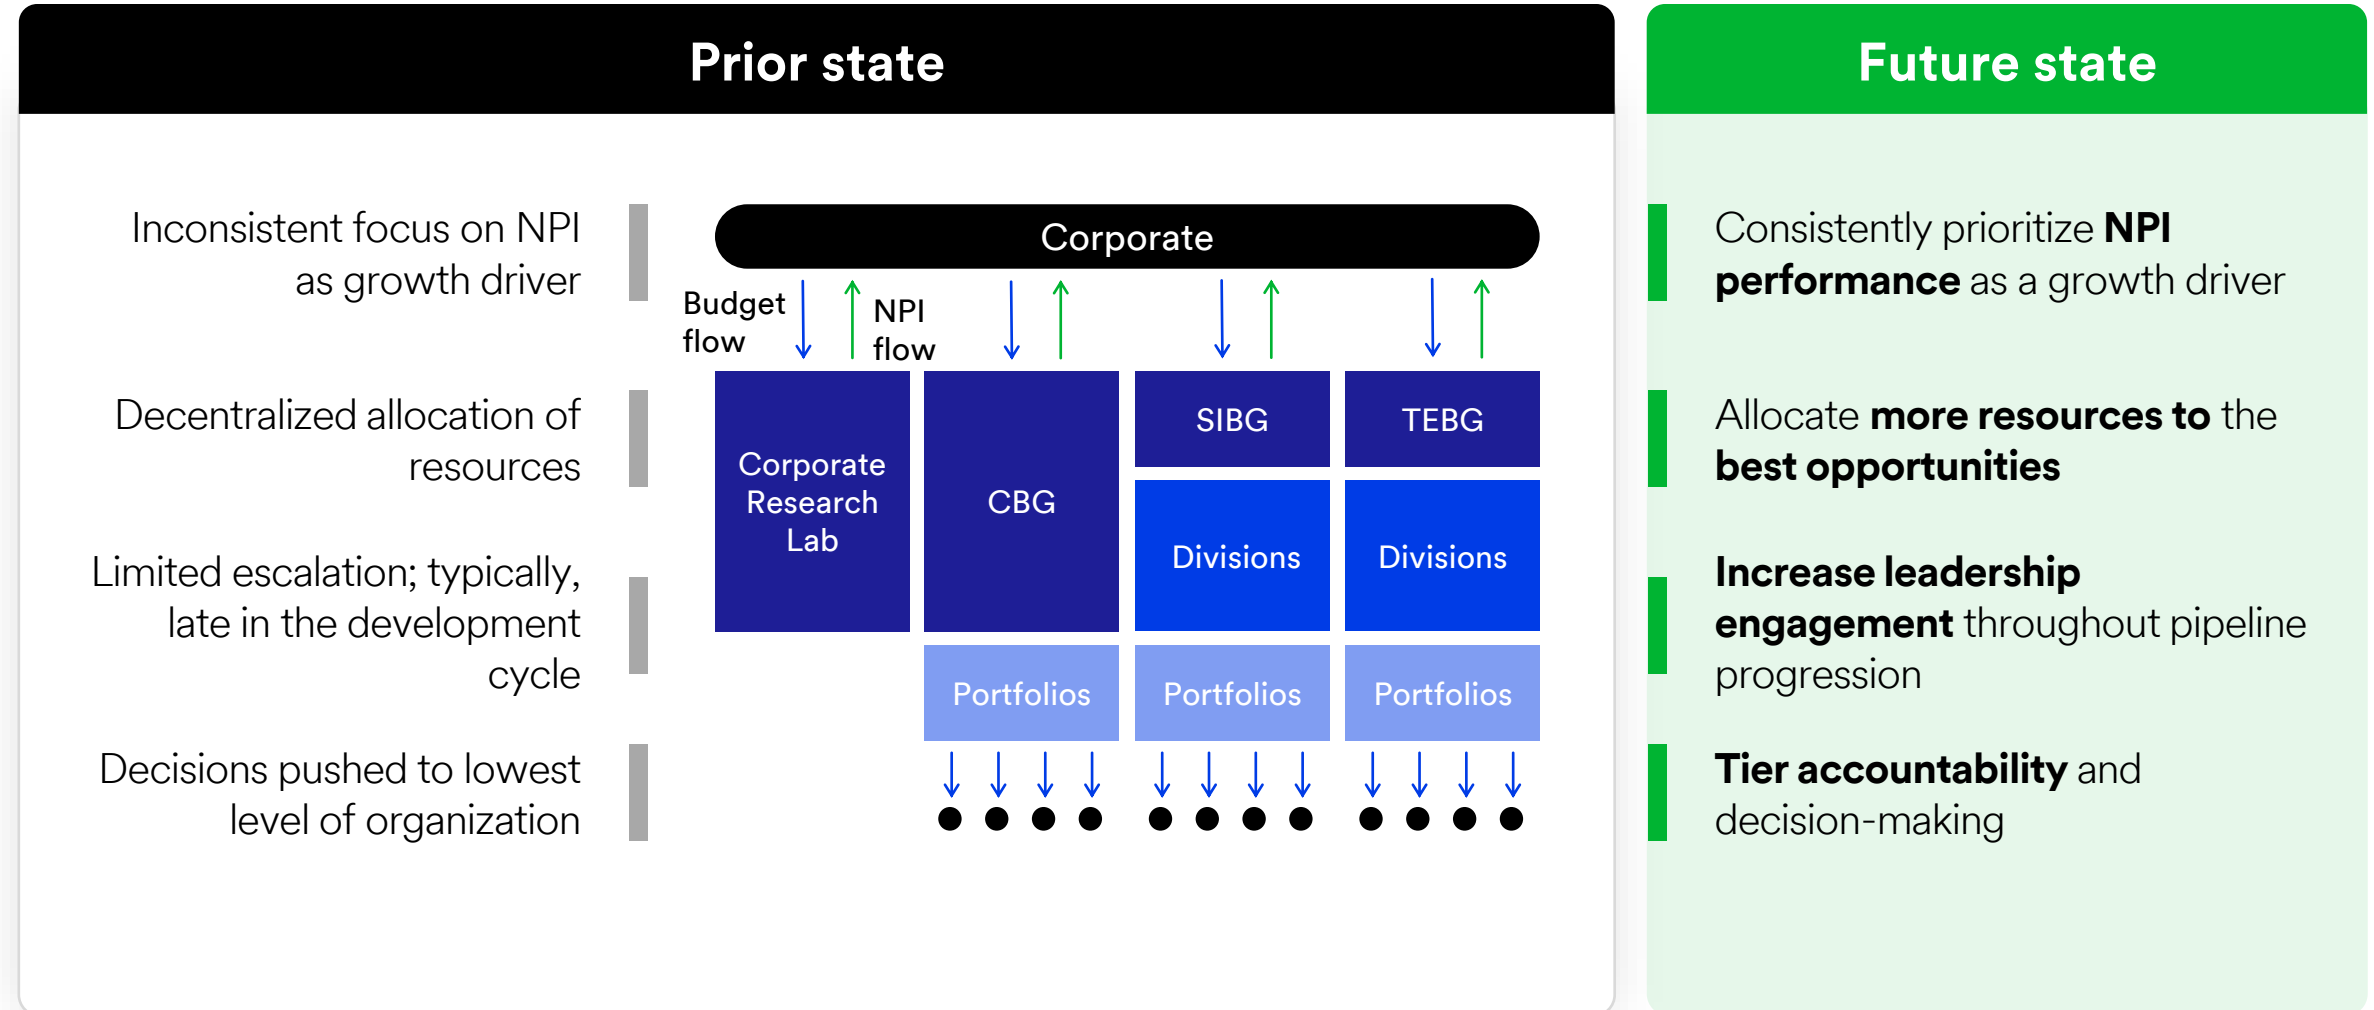 Prior state
Inconsistent focus on NPI
as growth driver
Decentralized allocation of
resources
Limited escalation; typically,
late in the development
cycle
Decisions pushed to lowest
level of organization
Corporate
Budget
flow
NPI
flow
Corporate
Research
Lab
CBG
SIBG
TEBG
Divisions
Divisions
Portfolios
Portfolios
Portfolios
Future state
Consistently prioritize NPI
performance as a growth driver
Allocate more resources to the
best opportunities
Increase leadership
engagement throughout pipeline
progression
Tier accountability and
decision-making